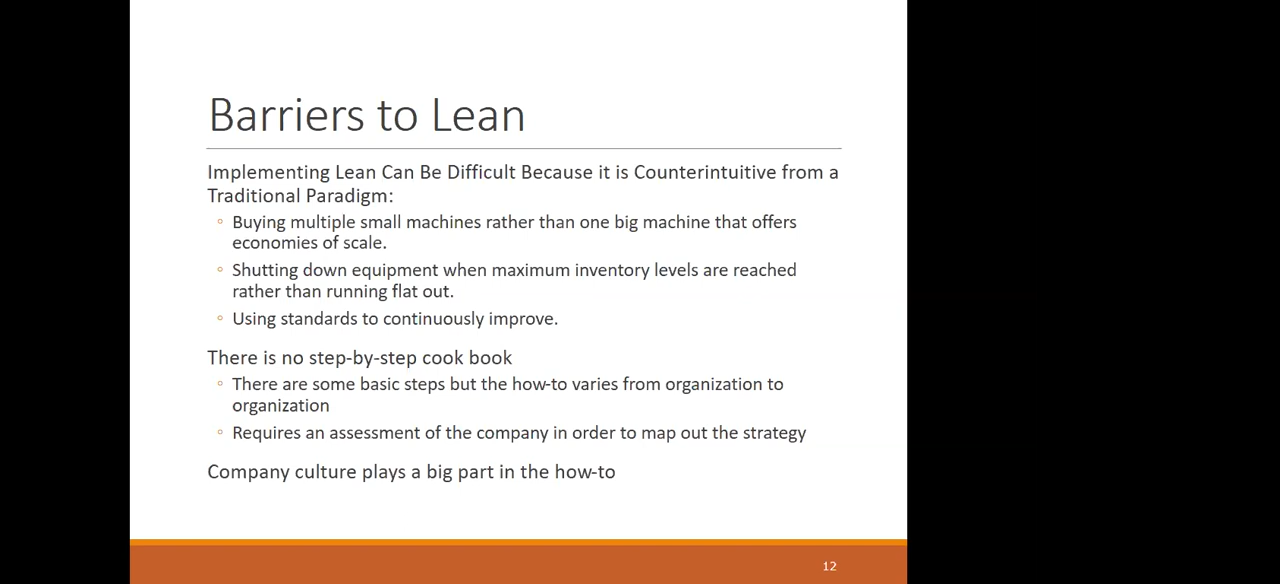 Barriers to Lean
Implementing Lean Can Be Difficult Because it is Counterintuitive from a
Traditional Paradigm:
◦ Buying multiple small machines rather than one big machine that offers
economies of scale.
◦ Shutting down equipment when maximum inventory levels are reached
rather than running flat out.
◦ Using standards to continuously improve.
There is no step-by-step cook book
◦ There are some basic steps but the how-to varies from organization to
organization
◦ Requires an assessment of the company in order to map out the strategy
Company culture plays a big part in the how-to
12